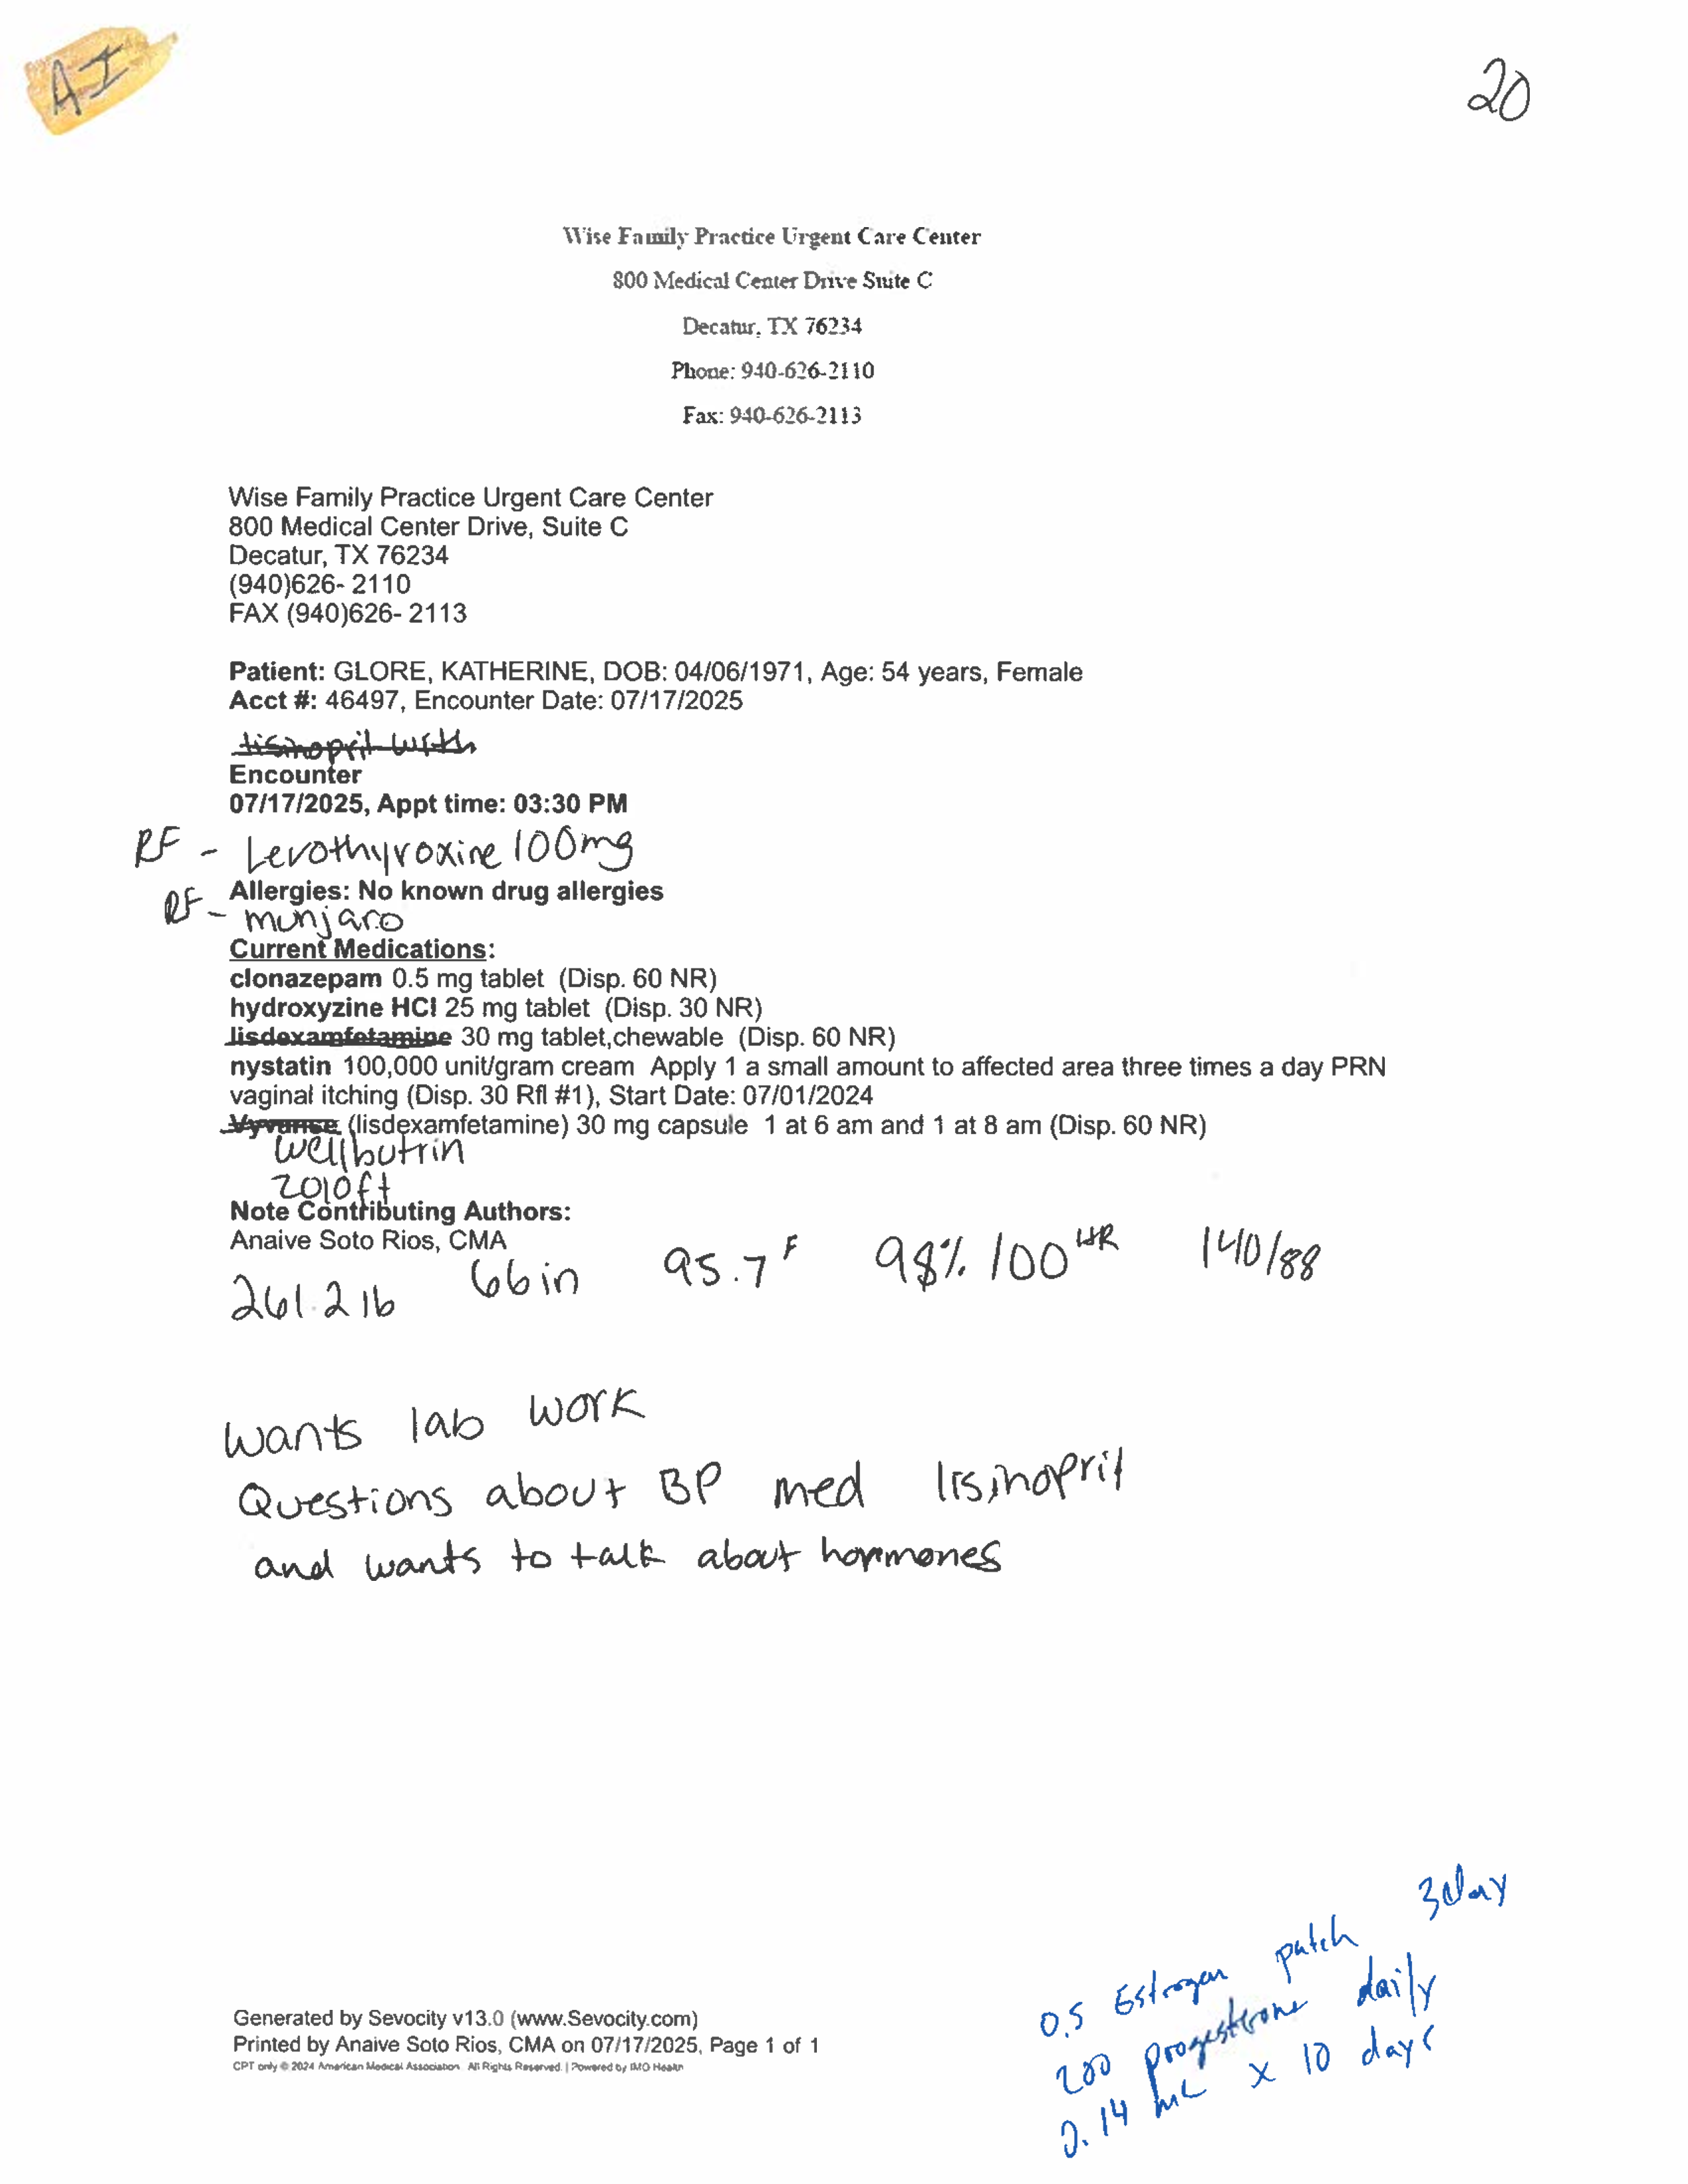 AI
20
Wise Family Practice Urgent Care Center
800 Medical Center Drive Suite C
Decatur, TX 76234
Phone: 940-626-2110
Fax: 940-626-2113
Wise Family Practice Urgent Care Center
800 Medical Center Drive, Suite C
Decatur, TX 76234
(940)626- 2110
FAX (940)626- 2113
Patient: GLORE, KATHERINE, DOB: 04/06/1971, Age: 54 years, Female
Acct #: 46497, Encounter Date: 07/17/2025
lisinopril with
Encounter
07/17/2025, Appt time: 03:30 PM
RF - Levothyroxine 100mg
Allergies: No known drug allergies
RF - munjaro
Current Medications:
clonazepam 0.5 mg tablet (Disp. 60 NR)
hydroxyzine HCl 25 mg tablet (Disp. 30 NR)
lisdexamfetamine 30 mg tablet,chewable (Disp. 60 NR)
nystatin 100,000 unit/gram cream Apply 1 a small amount to affected area three times a day PRN
vaginal itching (Disp. 30 Rfl #1), Start Date: 07/01/2024
Vyvanse (lisdexamfetamine) 30 mg capsule 1 at 6 am and 1 at 8 am (Disp. 60 NR)
Wellbutrin
Zoloft
Note Contributing Authors:
Anaive Soto Rios, CMA
261.2 lb 66 in 95.7 F 98% 100 HR 140/88
wants lab work
Questions about BP med lisinopril
and wants to talk about hormones
0.5 Estrogen patch 3day
200 progesterone daily
0.14 mL x 10 days
Generated by Sevocity v13.0 (www.Sevocity.com)
Printed by Anaive Soto Rios, CMA on 07/17/2025, Page 1 of 1
CPT only © 2024 American Medical Association. All Rights Reserved. | Powered by IMO Health